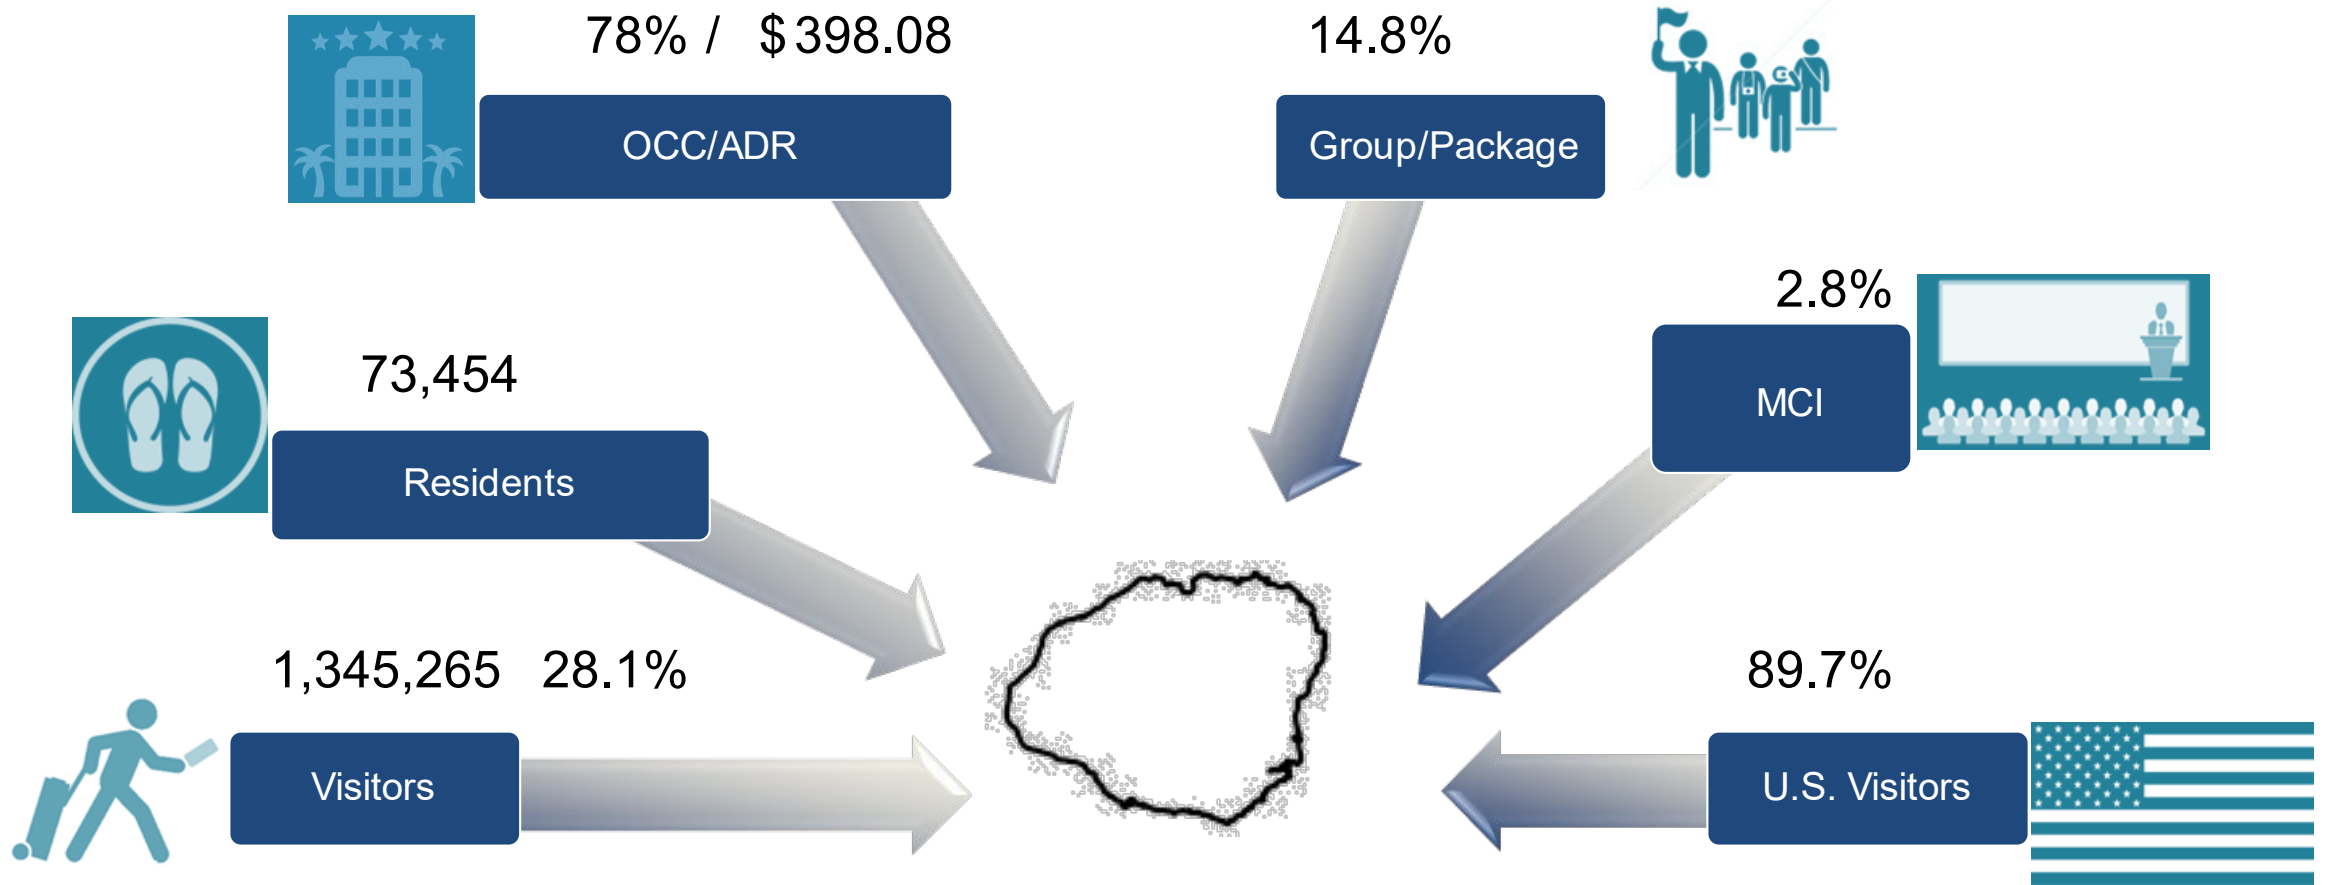 78% / $398.08
OCC/ADR
14.8%
Group/Package
2.8%
MCI
73,454
Residents
1,345,265 28.1%
Visitors
89.7%
U.S. Visitors